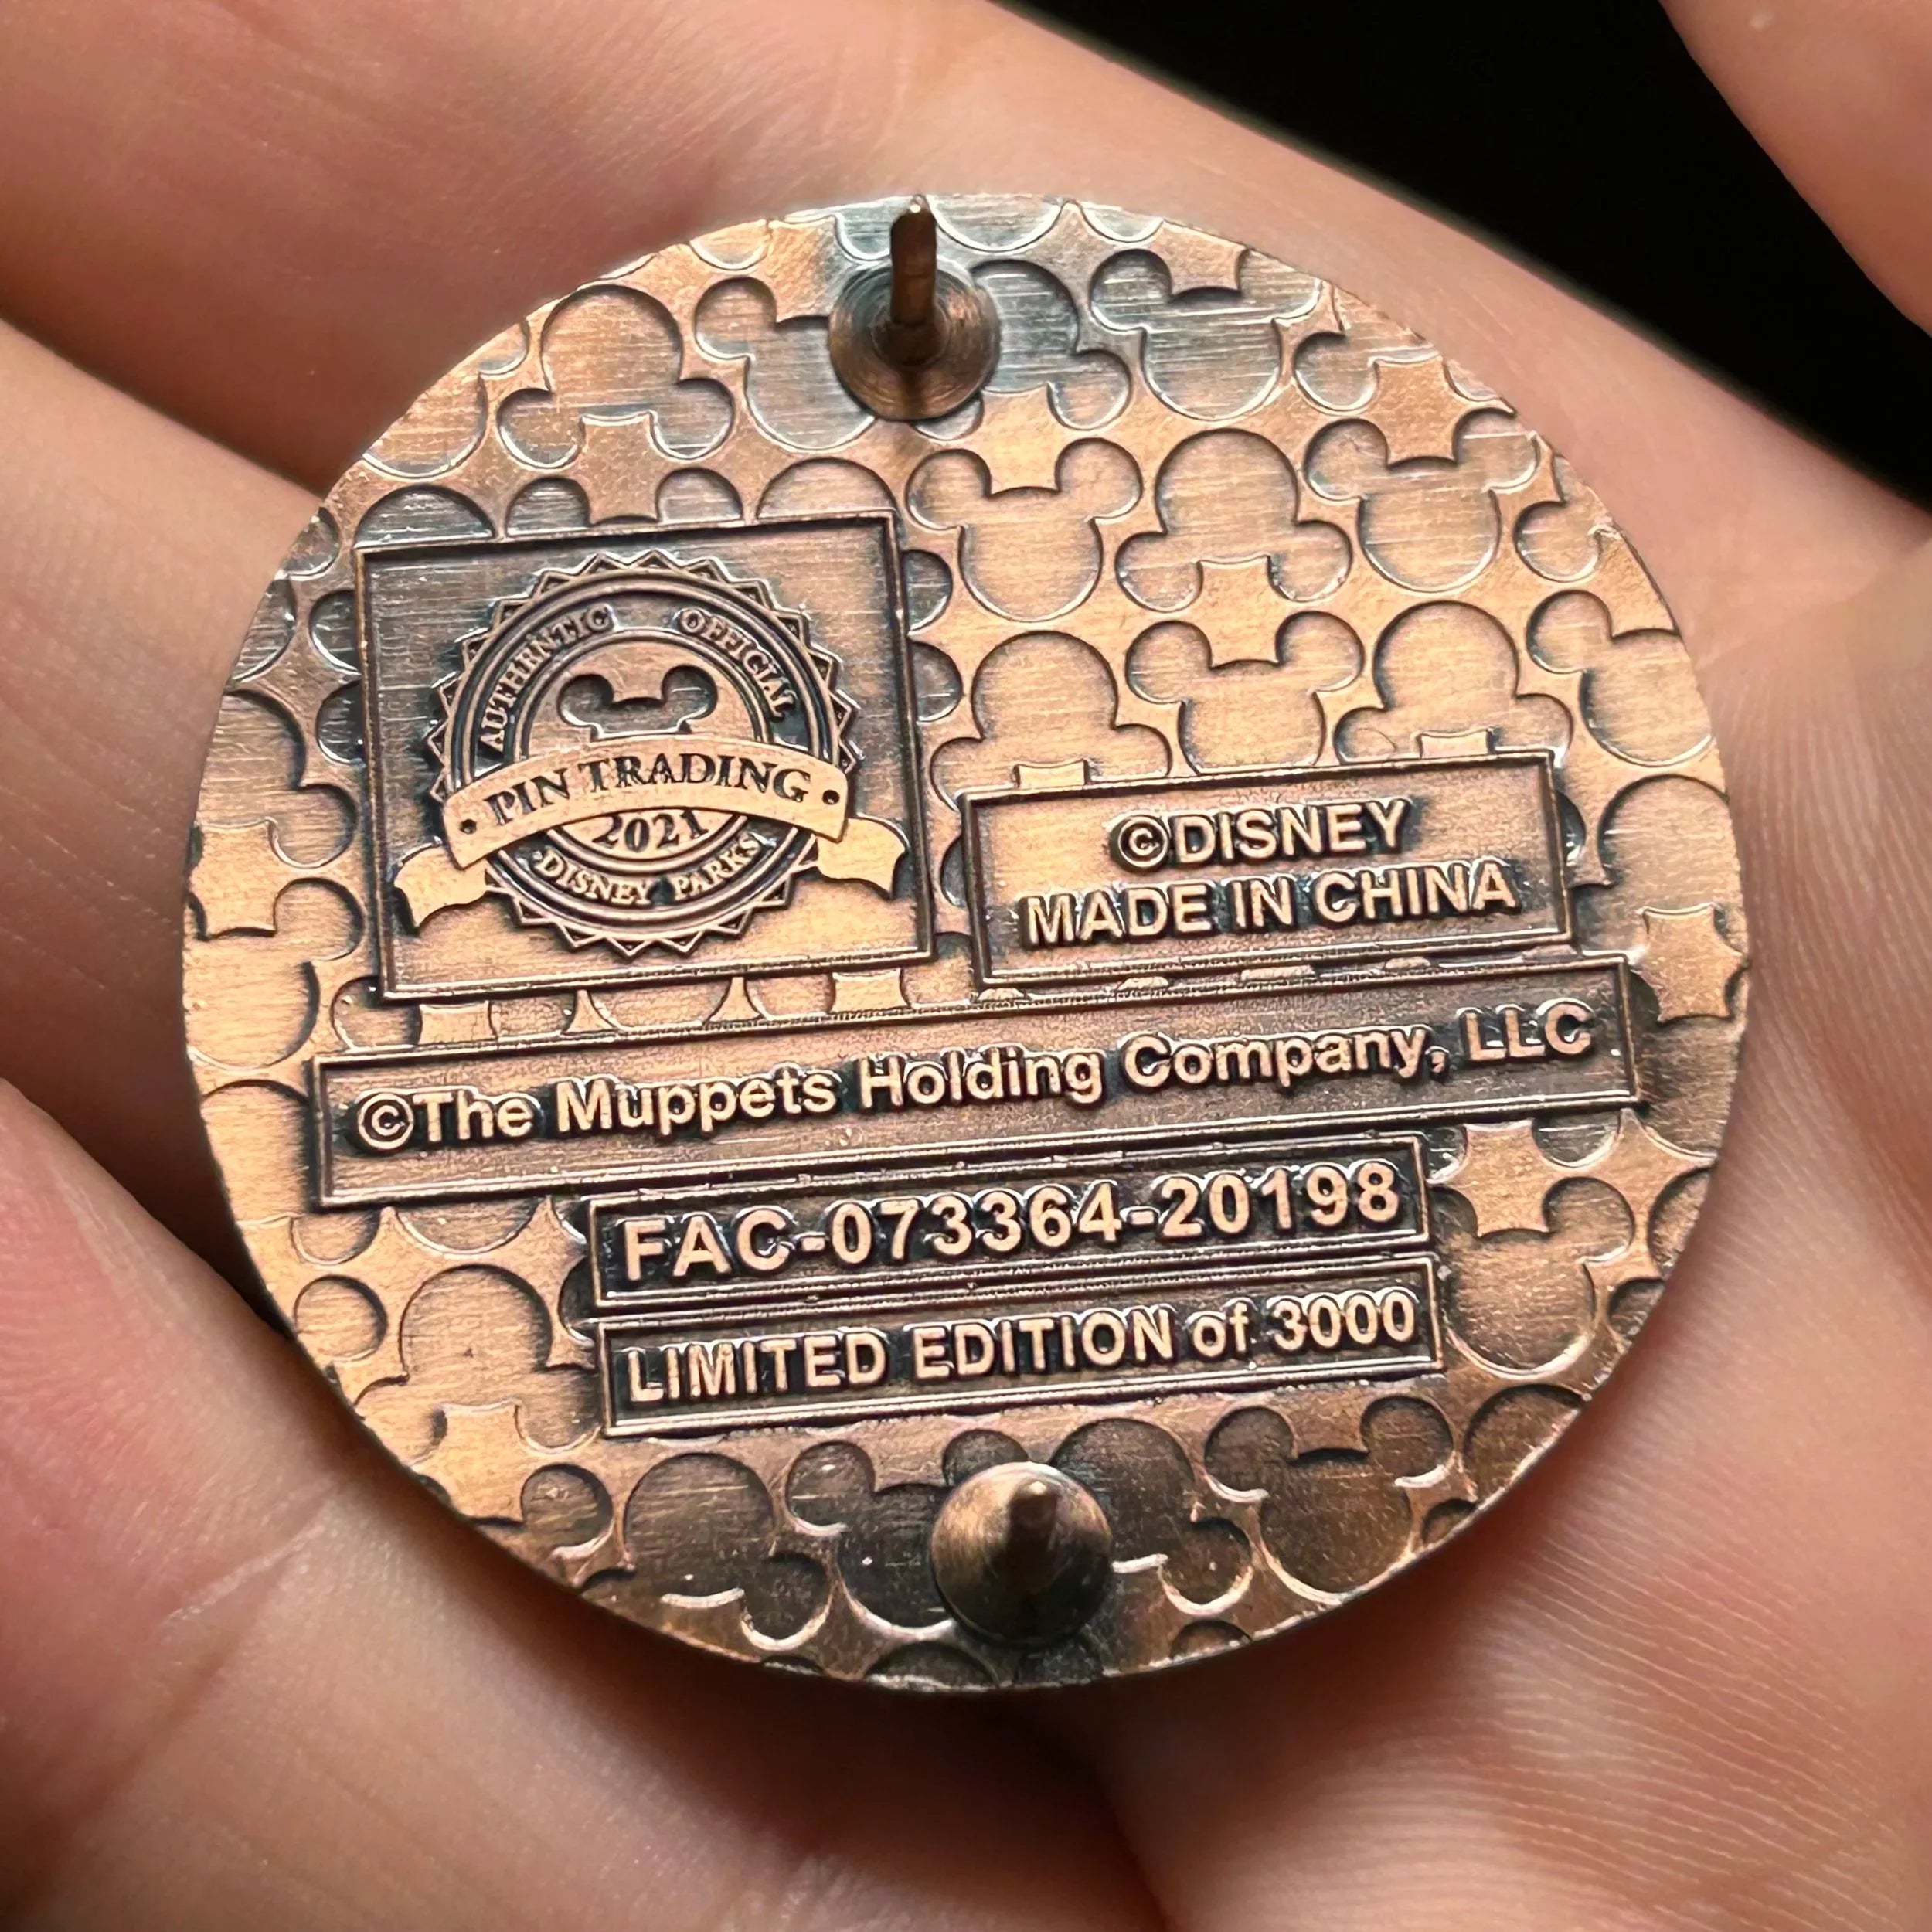 AUTHENTIC OFFICIAL
PIN TRADING
2021
DISNEY PARKS
©DISNEY
MADE IN CHINA
©The Muppets Holding Company, LLC
FAC-073364-20198
LIMITED EDITION of 3000